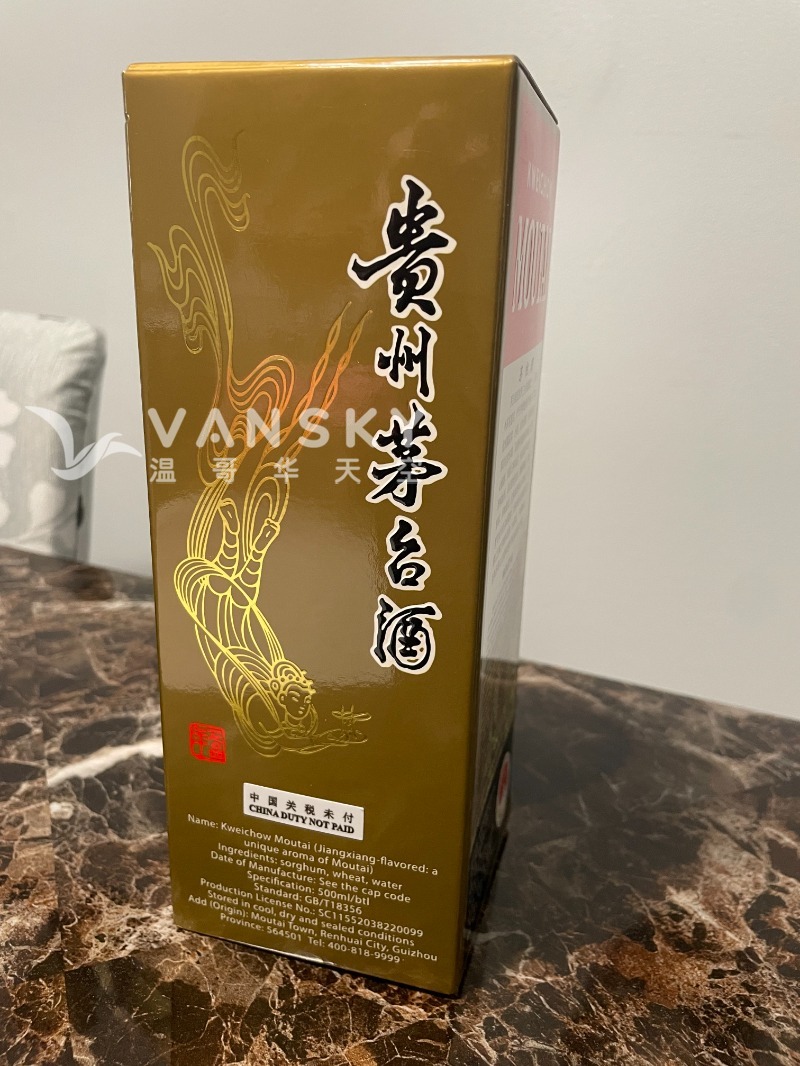 貴州茅台酒
KWEICHOW
MOUTAI
VANSKY
温哥华天空
中国关税未付
CHINA DUTY NOT PAID
Name: Kweichow Moutai (Jiangxiang-flavored: a
unique aroma of Moutai)
Ingredients: sorghum, wheat, water
Date of Manufacture: See the cap code
Specification: 500ml/btl
Standard: GB/T18356
Production License No.: SC11552038220099
Stored in cool, dry and sealed conditions
Add (Origin): Moutai Town, Renhuai City, Guizhou
Province: 564501 Tel: 400-818-9999